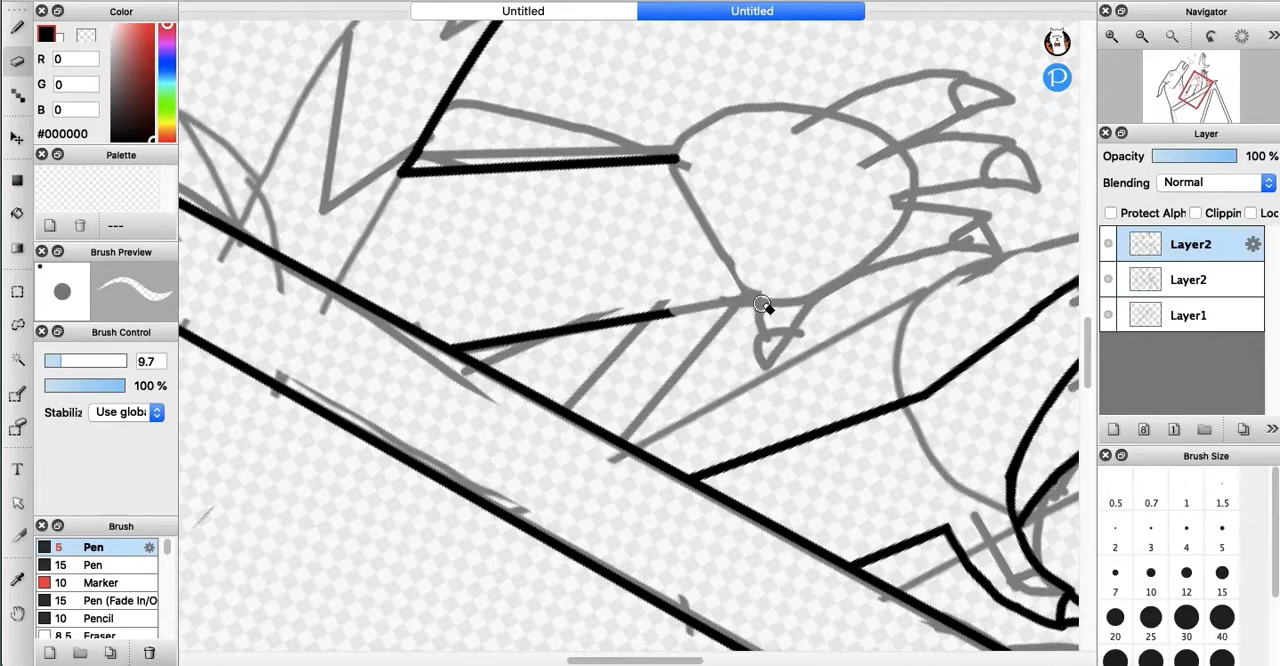 Color
Untitled
Untitled
Navigator
R 0
G 0
B 0
#000000
P
Palette
---
Layer
Opacity 100 %
Blending Normal
Protect Alph Clippin Loc
Layer2
Layer2
Layer1
Brush Preview
Brush Control
9.7
100 %
Stabiliz Use globa
Brush
5 Pen
15 Pen
10 Marker
15 Pen (Fade In/O
10 Pencil
8.5 Eraser
8
1
T
Brush Size
0.5 0.7 1 1.5
2 3 4 5
7 10 12 15
20 25 30 40